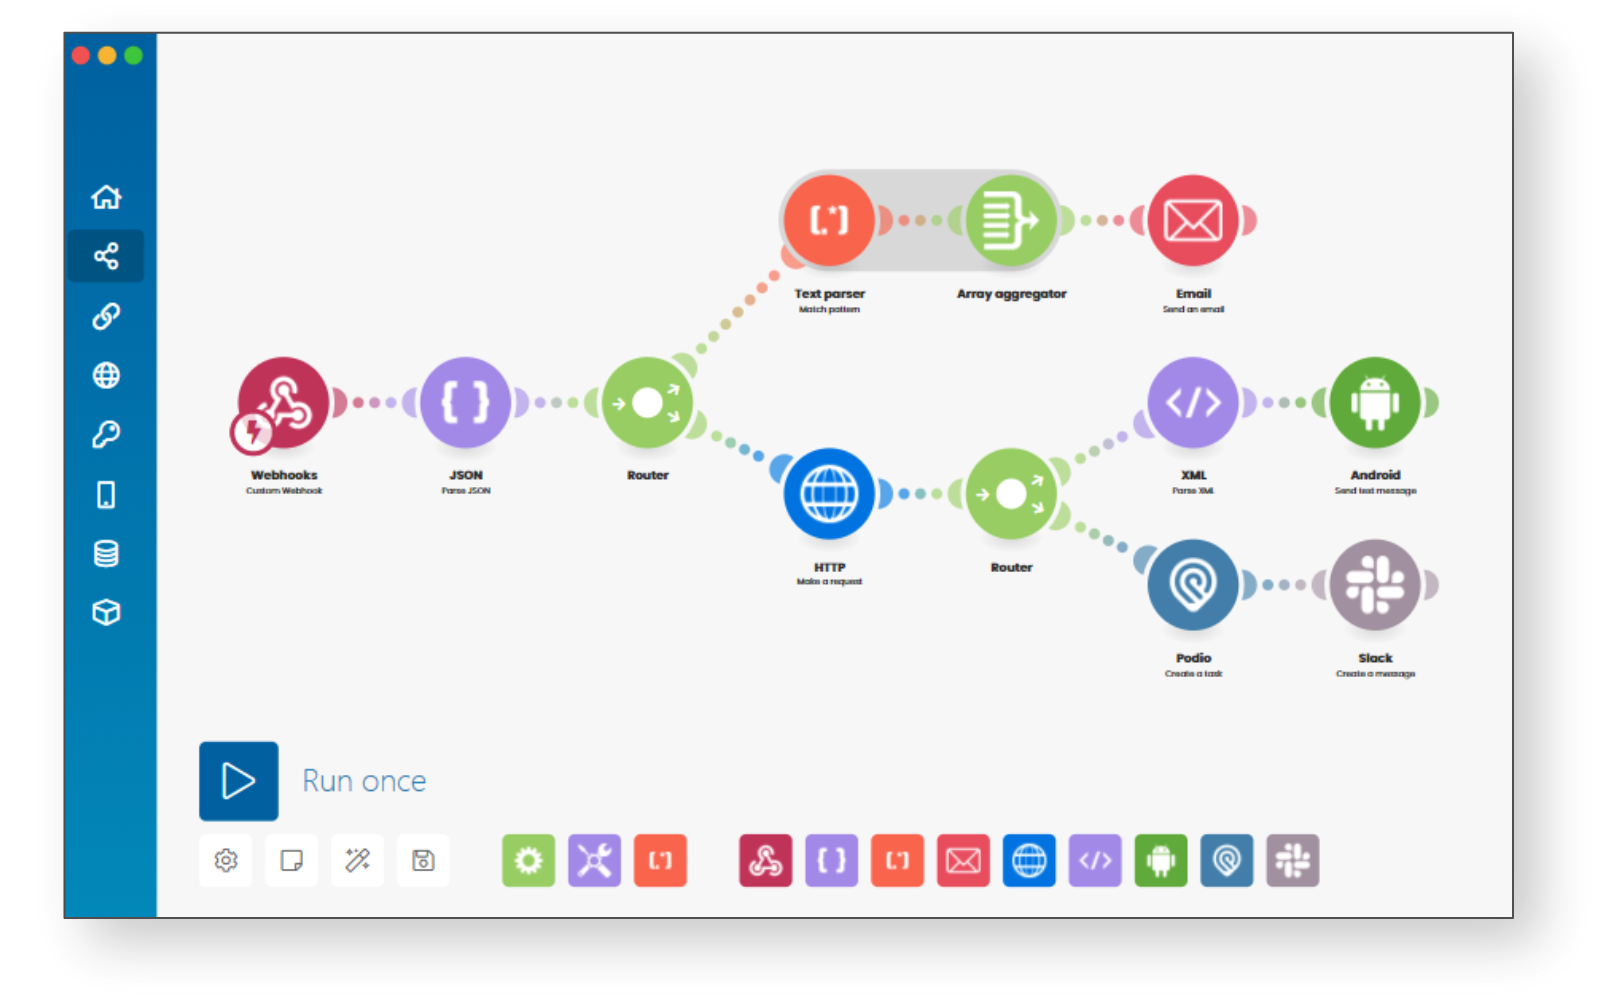 Text parser
Match pattern
Array aggregator
Email
Send an email
Webhooks
Custom Webhook
JSON
Parse JSON
Router
XML
Parse XML
Android
Send text message
HTTP
Make a request
Router
Podio
Create a task
Slack
Create a message
Run once